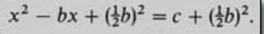 x² − bx + (½b)² = c + (½b)².